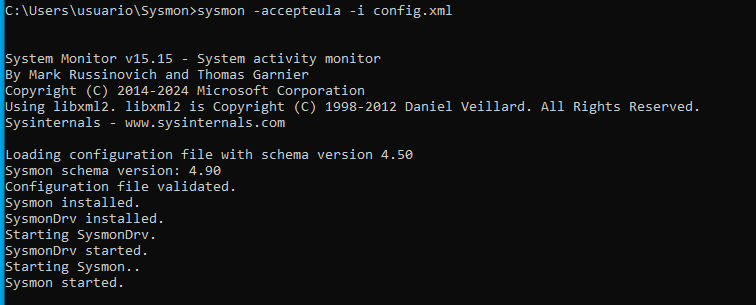 C:\Users\usuario\Sysmon>sysmon -accepteula -i config.xml
System Monitor v15.15 - System activity monitor
By Mark Russinovich and Thomas Garnier
Copyright (C) 2014-2024 Microsoft Corporation
Using libxml2. libxml2 is Copyright (C) 1998-2012 Daniel Veillard. All Rights Reserved.
Sysinternals - www.sysinternals.com
Loading configuration file with schema version 4.50
Sysmon schema version: 4.90
Configuration file validated.
Sysmon installed.
SysmonDrv installed.
Starting SysmonDrv.
SysmonDrv started.
Starting Sysmon..
Sysmon started.